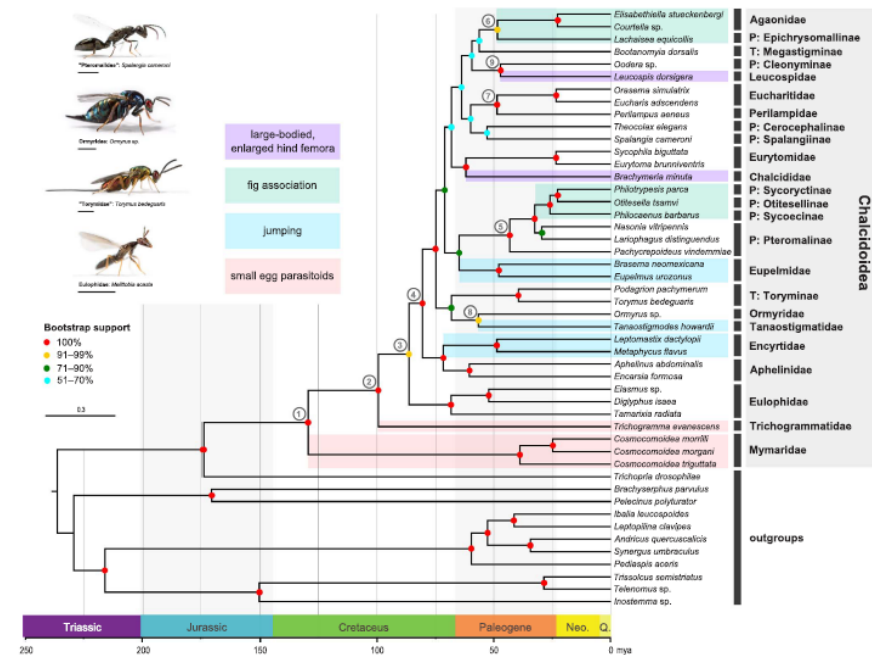 "Pteromalidae": Spalangia cameroni
Ormyridae: Ormyrus sp.
"Torymidae": Torymus bedeguaris
Eulophidae: Melittobia acasta
large-bodied,
enlarged hind femora
fig association
jumping
small egg parasitoids
Bootstrap support
100%
91–99%
71–90%
51–70%
0.3
1
2
3
4
5
6
7
8
9
Elisabethiella stueckenbergi
Courtella sp.
Lachaisea equicollis
Bootanomyia dorsalis
Oodera sp.
Leucospis dorsigera
Orasema simulatrix
Eucharis adscendens
Perilampus aeneus
Theocolax elegans
Spalangia cameroni
Sycophila biguttata
Eurytoma brunniventris
Brachymeria minuta
Philotrypesis parca
Otitesella tsamvi
Philocaenus barbarus
Nasonia vitripennis
Lariophagus distinguendus
Pachycrepoideus vindemmiae
Brasema neomexicana
Eupelmus urozonus
Podagrion pachymerum
Torymus bedeguaris
Ormyrus sp.
Tanaostigmodes howardii
Leptomastix dactylopii
Metaphycus flavus
Aphelinus abdominalis
Encarsia formosa
Elasmus sp.
Diglyphus isaea
Tamarixia radiata
Trichogramma evanescens
Cosmocomoidea morrilli
Cosmocomoidea morgani
Cosmocomoidea triguttata
Trichopria drosophilae
Brachyserphus parvulus
Pelecinus polyturator
Ibalia leucospoides
Leptopilina clavipes
Andricus quercuscalicis
Synergus umbraculus
Pediaspis aceris
Trissolcus semistriatus
Telenomus sp.
Inostemma sp.
Agaonidae
P: Epichrysomallinae
T: Megastigminae
P: Cleonyminae
Leucospidae
Eucharitidae
Perilampidae
P: Cerocephalinae
P: Spalangiinae
Eurytomidae
Chalcididae
P: Sycoryctinae
P: Otitesellinae
P: Sycoecinae
P: Pteromalinae
Eupelmidae
T: Toryminae
Ormyridae
Tanaostigmatidae
Encyrtidae
Aphelinidae
Eulophidae
Trichogrammatidae
Mymaridae
outgroups
Chalcidoidea
Triassic
Jurassic
Cretaceus
Paleogene
Neo.
Q.
250
200
150
100
50
0 mya